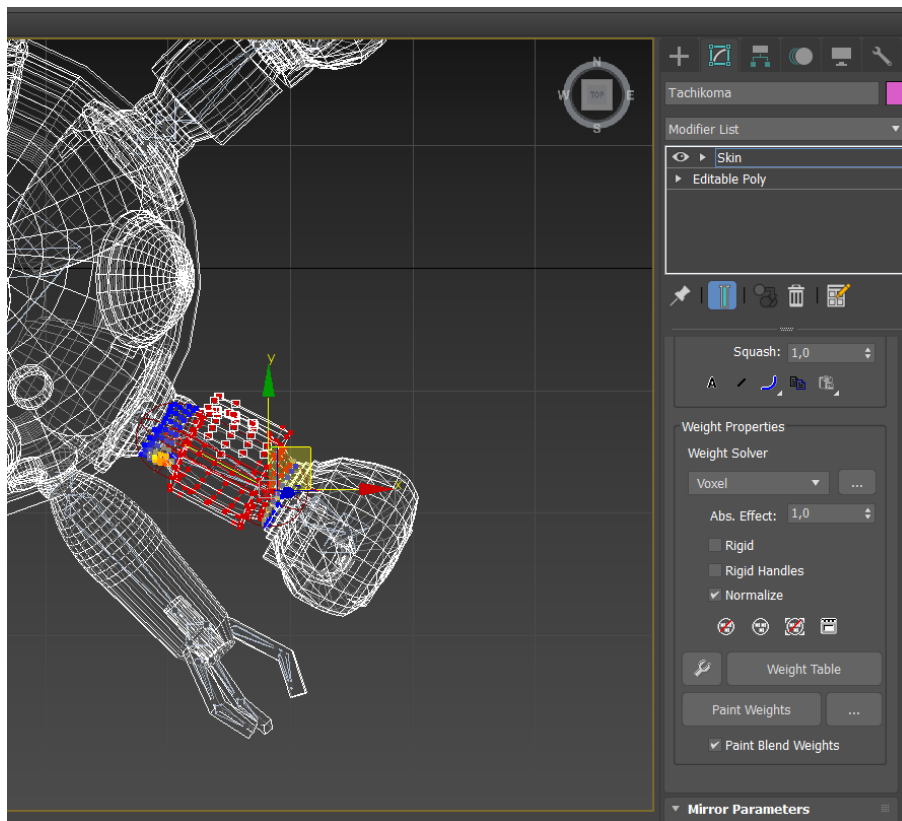 N
W
TOP
E
S
y
x
Tachikoma
Modifier List
Skin
Editable Poly
Squash: 1,0
A
Weight Properties
Weight Solver
Voxel
...
Abs. Effect: 1,0
Rigid
Rigid Handles
Normalize
Weight Table
Paint Weights
...
Paint Blend Weights
Mirror Parameters